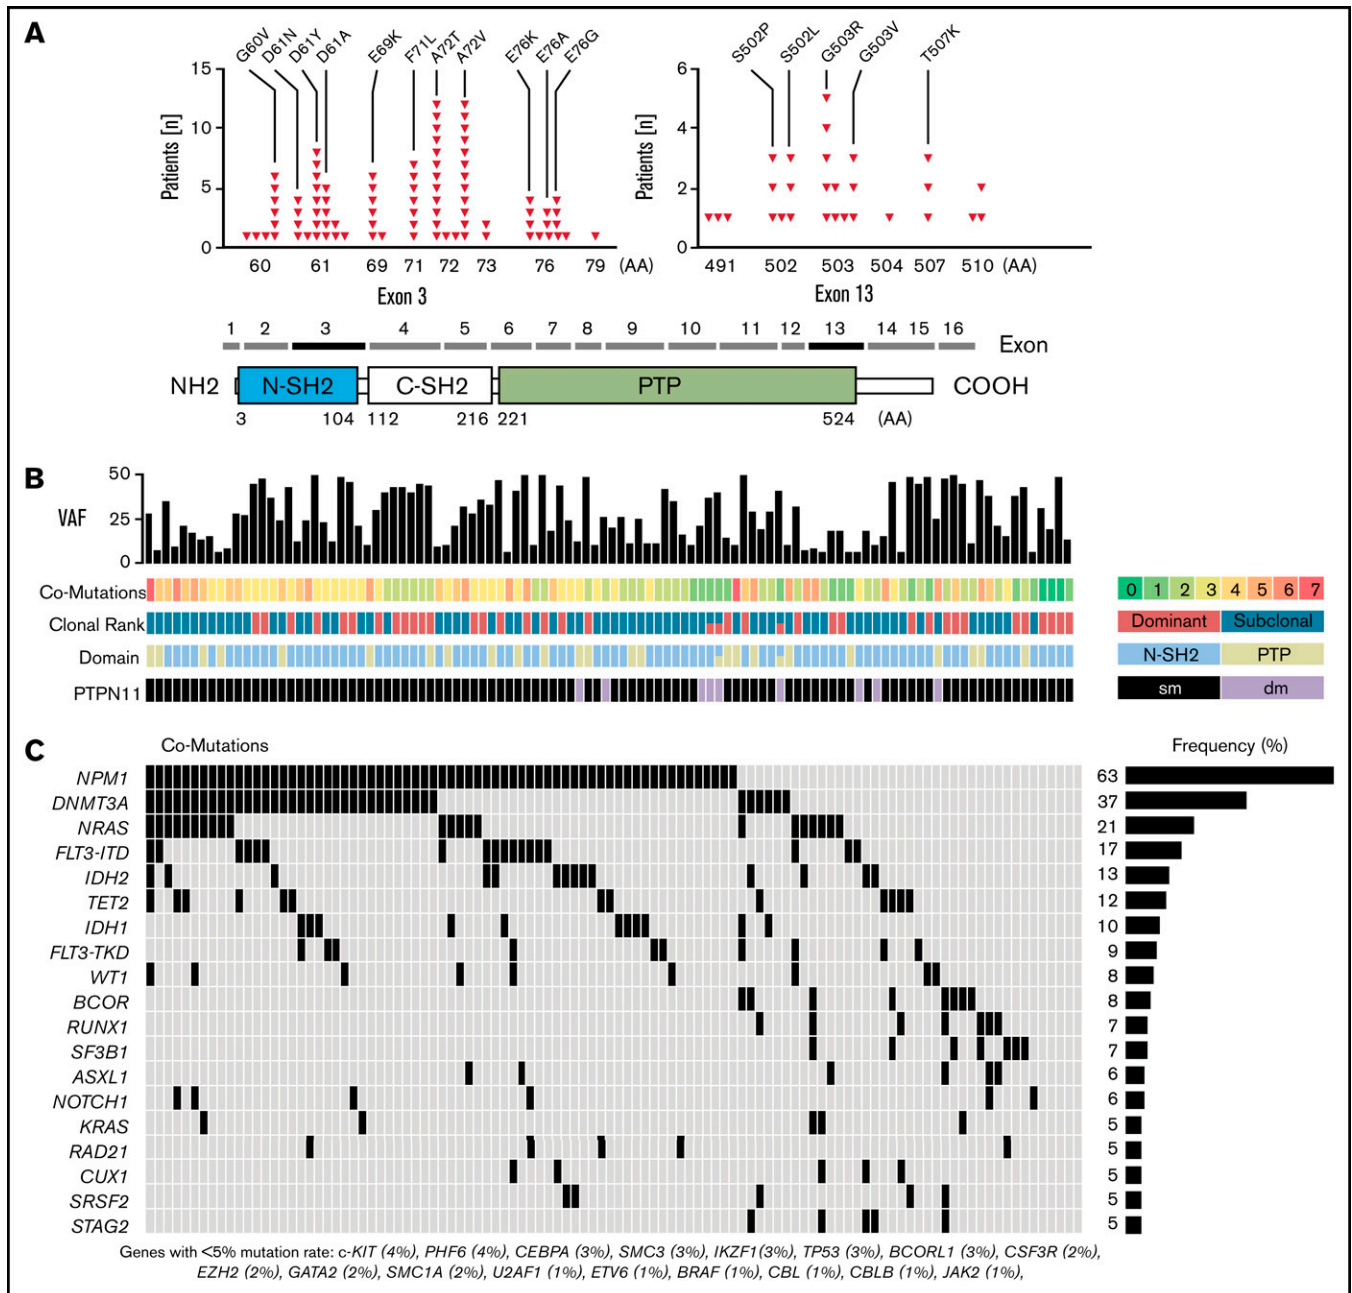 A
G60V D61N D61Y D61A E69K F71L A72T A72V E76K E76A E76G
15
10
5
0
Patients [n]
60 61 69 71 72 73 76 79 (AA)
Exon 3
S502P S502L G503R G503V T507K
6
4
2
0
Patients [n]
491 502 503 504 507 510 (AA)
Exon 13
1 2 3 4 5 6 7 8 9 10 11 12 13 14 15 16 Exon
NH2 N-SH2 C-SH2 PTP COOH
3 104 112 216 221 524 (AA)
B
VAF
50
25
0
Co-Mutations
0 1 2 3 4 5 6 7
Clonal Rank
Dominant Subclonal
Domain
N-SH2 PTP
PTPN11
sm dm
C
Co-Mutations Frequency (%)
NPM1 63
DNMT3A 37
NRAS 21
FLT3-ITD 17
IDH2 13
TET2 12
IDH1 10
FLT3-TKD 9
WT1 8
BCOR 8
RUNX1 7
SF3B1 7
ASXL1 6
NOTCH1 6
KRAS 5
RAD21 5
CUX1 5
SRSF2 5
STAG2 5
Genes with <5% mutation rate: c-KIT (4%), PHF6 (4%), CEBPA (3%), SMC3 (3%), IKZF1(3%), TP53 (3%), BCORL1 (3%), CSF3R (2%),
EZH2 (2%), GATA2 (2%), SMC1A (2%), U2AF1 (1%), ETV6 (1%), BRAF (1%), CBL (1%), CBLB (1%), JAK2 (1%),